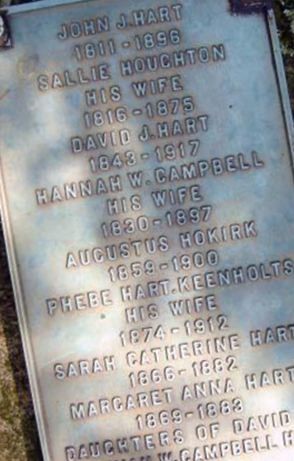 JOHN J. HART
1811 - 1896
SALLIE HOUGHTON
HIS WIFE
1816 - 1875
DAVID J. HART
1843 - 1917
HANNAH W. CAMPBELL
HIS WIFE
1830 - 1897
AUGUSTUS HOKIRK
1859 - 1900
PHEBE HART. KEENHOLTS
HIS WIFE
1874 - 1912
SARAH CATHERINE HART
1866 - 1882
MARGARET ANNA HART
1869 - 1883
DAUGHTERS OF DAVID
W. CAMPBELL H